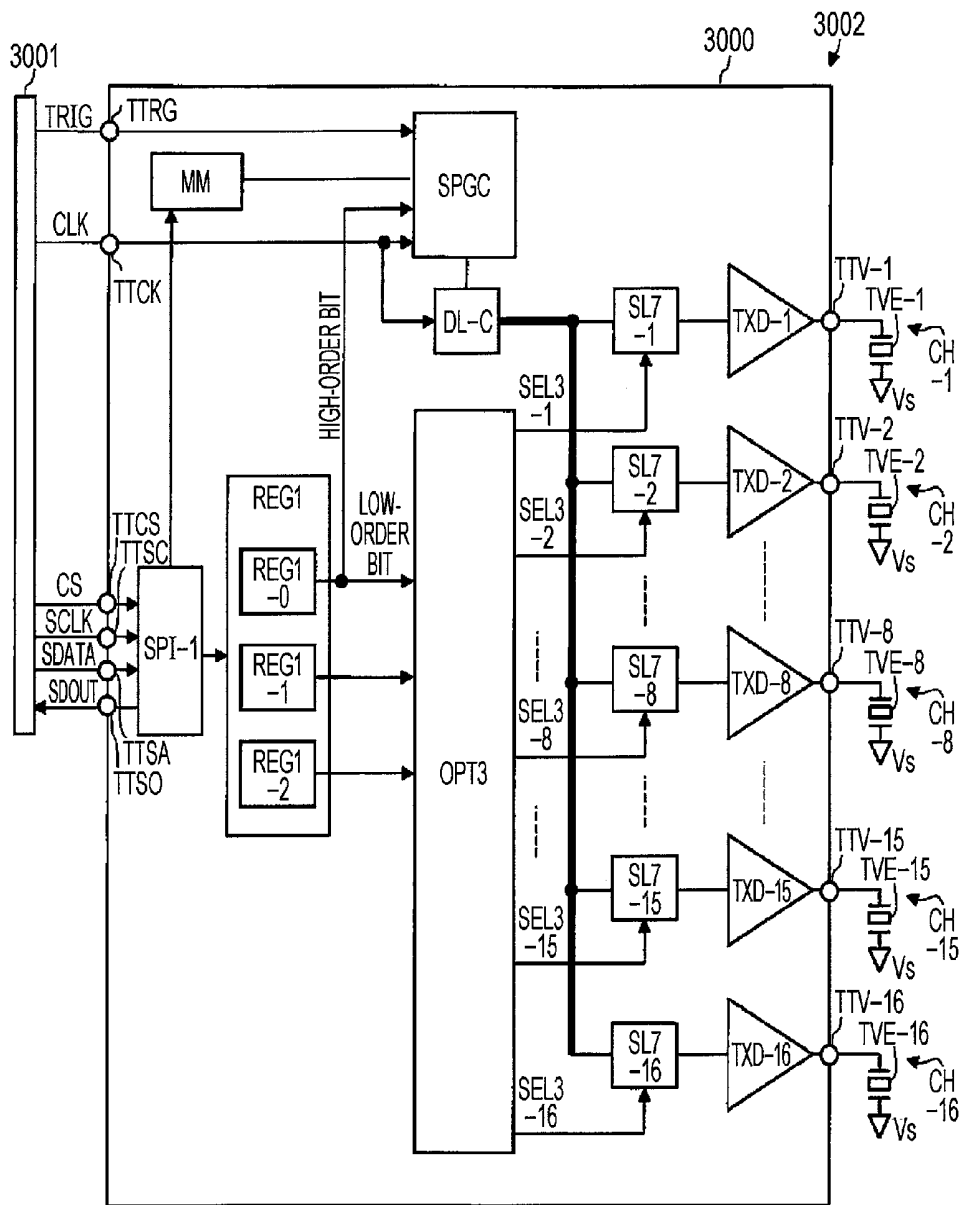 3002
3000
3001
TRIG
TTRG
MM
SPGC
CLK
TTCK
DL-C
HIGH-ORDER BIT
SL7
-1
TXD-1
TTV-1
TVE-1
CH
-1
Vs
SEL3
-1
SL7
-2
TXD-2
TTV-2
TVE-2
CH
-2
Vs
SEL3
-2
REG1
LOW-
ORDER
BIT
REG1
-0
REG1
-1
REG1
-2
TTCS
TTSC
CS
SCLK
SDATA
SDOUT
SPI-1
TTSA
TTSO
OPT3
SL7
-8
TXD-8
TTV-8
TVE-8
CH
-8
Vs
SEL3
-8
SL7
-15
TXD-15
TTV-15
TVE-15
CH
-15
Vs
SEL3
-15
SL7
-16
TXD-16
TTV-16
TVE-16
CH
-16
Vs
SEL3
-16